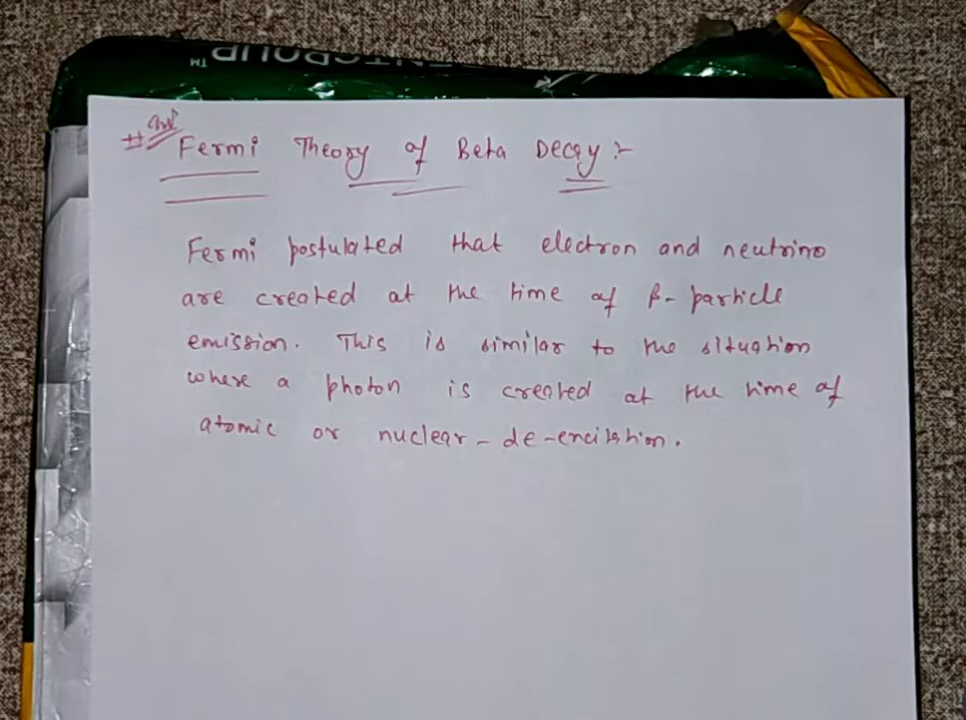 # Fermi Theory of Beta Decay :-
Fermi postulated that electron and neutrino
are created at the time of β- particle
emission. This is similar to the situation
where a photon is created at the time of
atomic or nuclear - de-excitation.